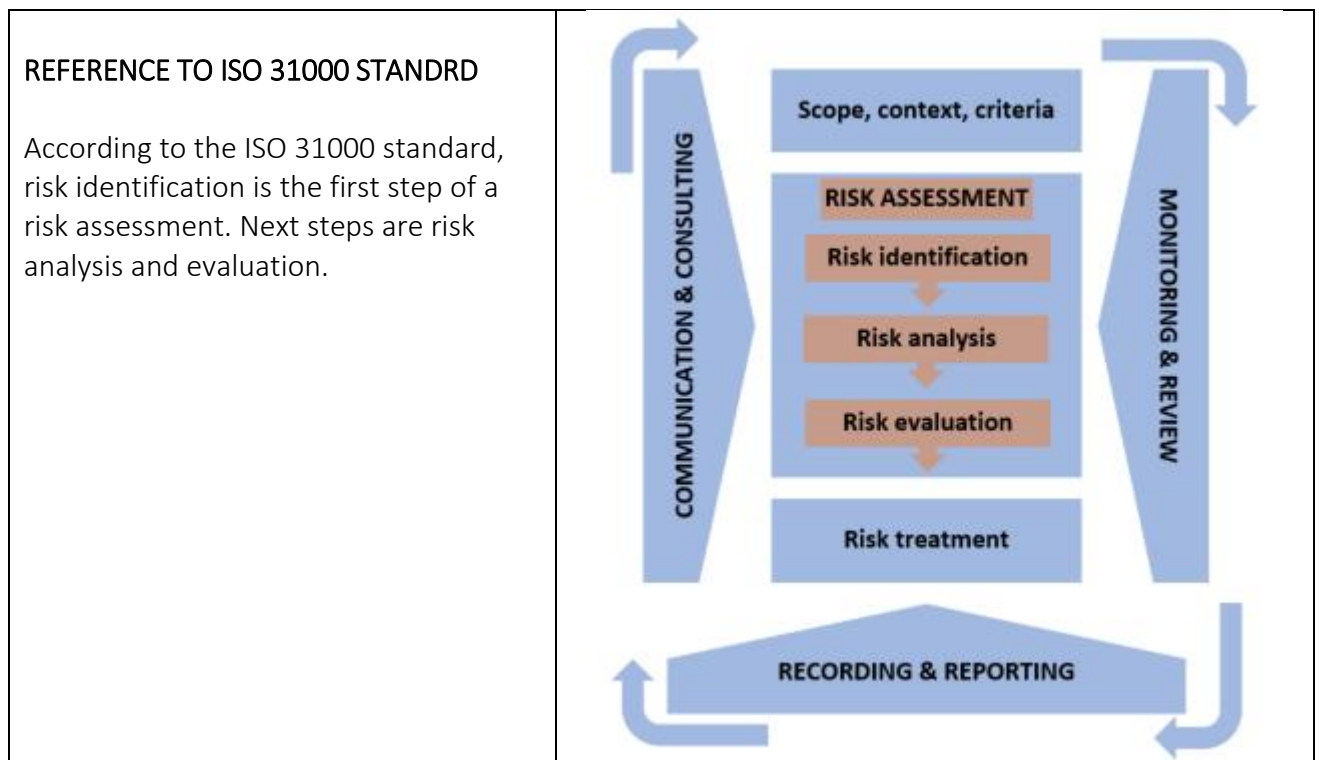 REFERENCE TO ISO 31000 STANDRD
According to the ISO 31000 standard,
risk identification is the first step of a
risk assessment. Next steps are risk
analysis and evaluation.
Scope, context, criteria
COMMUNICATION & CONSULTING
RISK ASSESSMENT
Risk identification
Risk analysis
Risk evaluation
MONITORING & REVIEW
Risk treatment
RECORDING & REPORTING